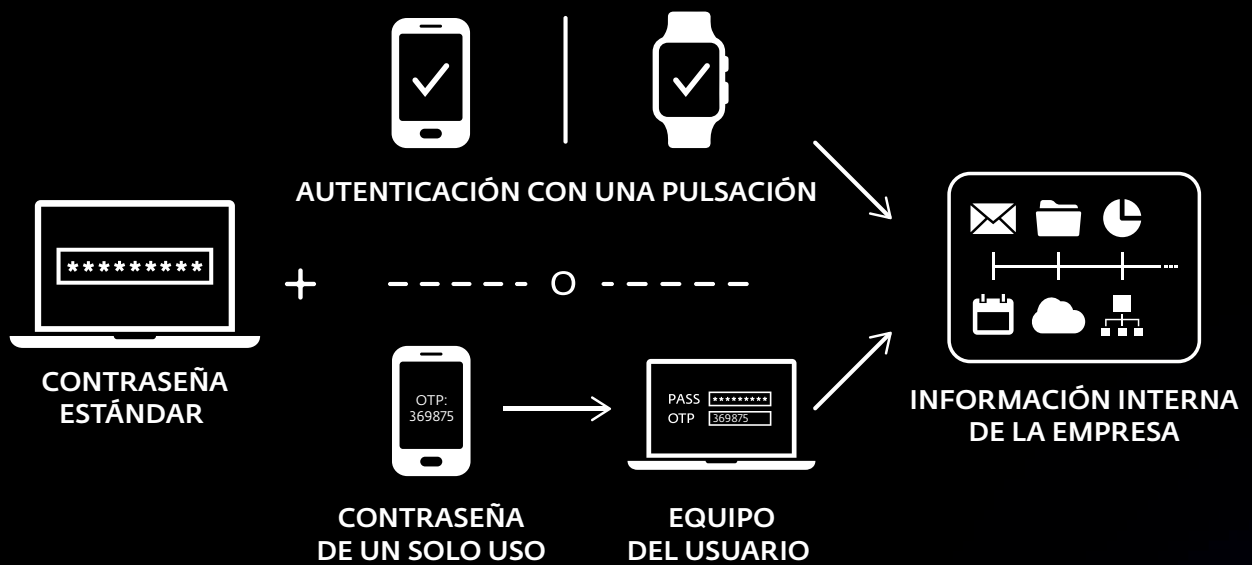 AUTENTICACIÓN CON UNA PULSACIÓN
*********
+
O
CONTRASEÑA
ESTÁNDAR
OTP:
369875
PASS *********
OTP 369875
INFORMACIÓN INTERNA
DE LA EMPRESA
CONTRASEÑA
DE UN SOLO USO
EQUIPO
DEL USUARIO